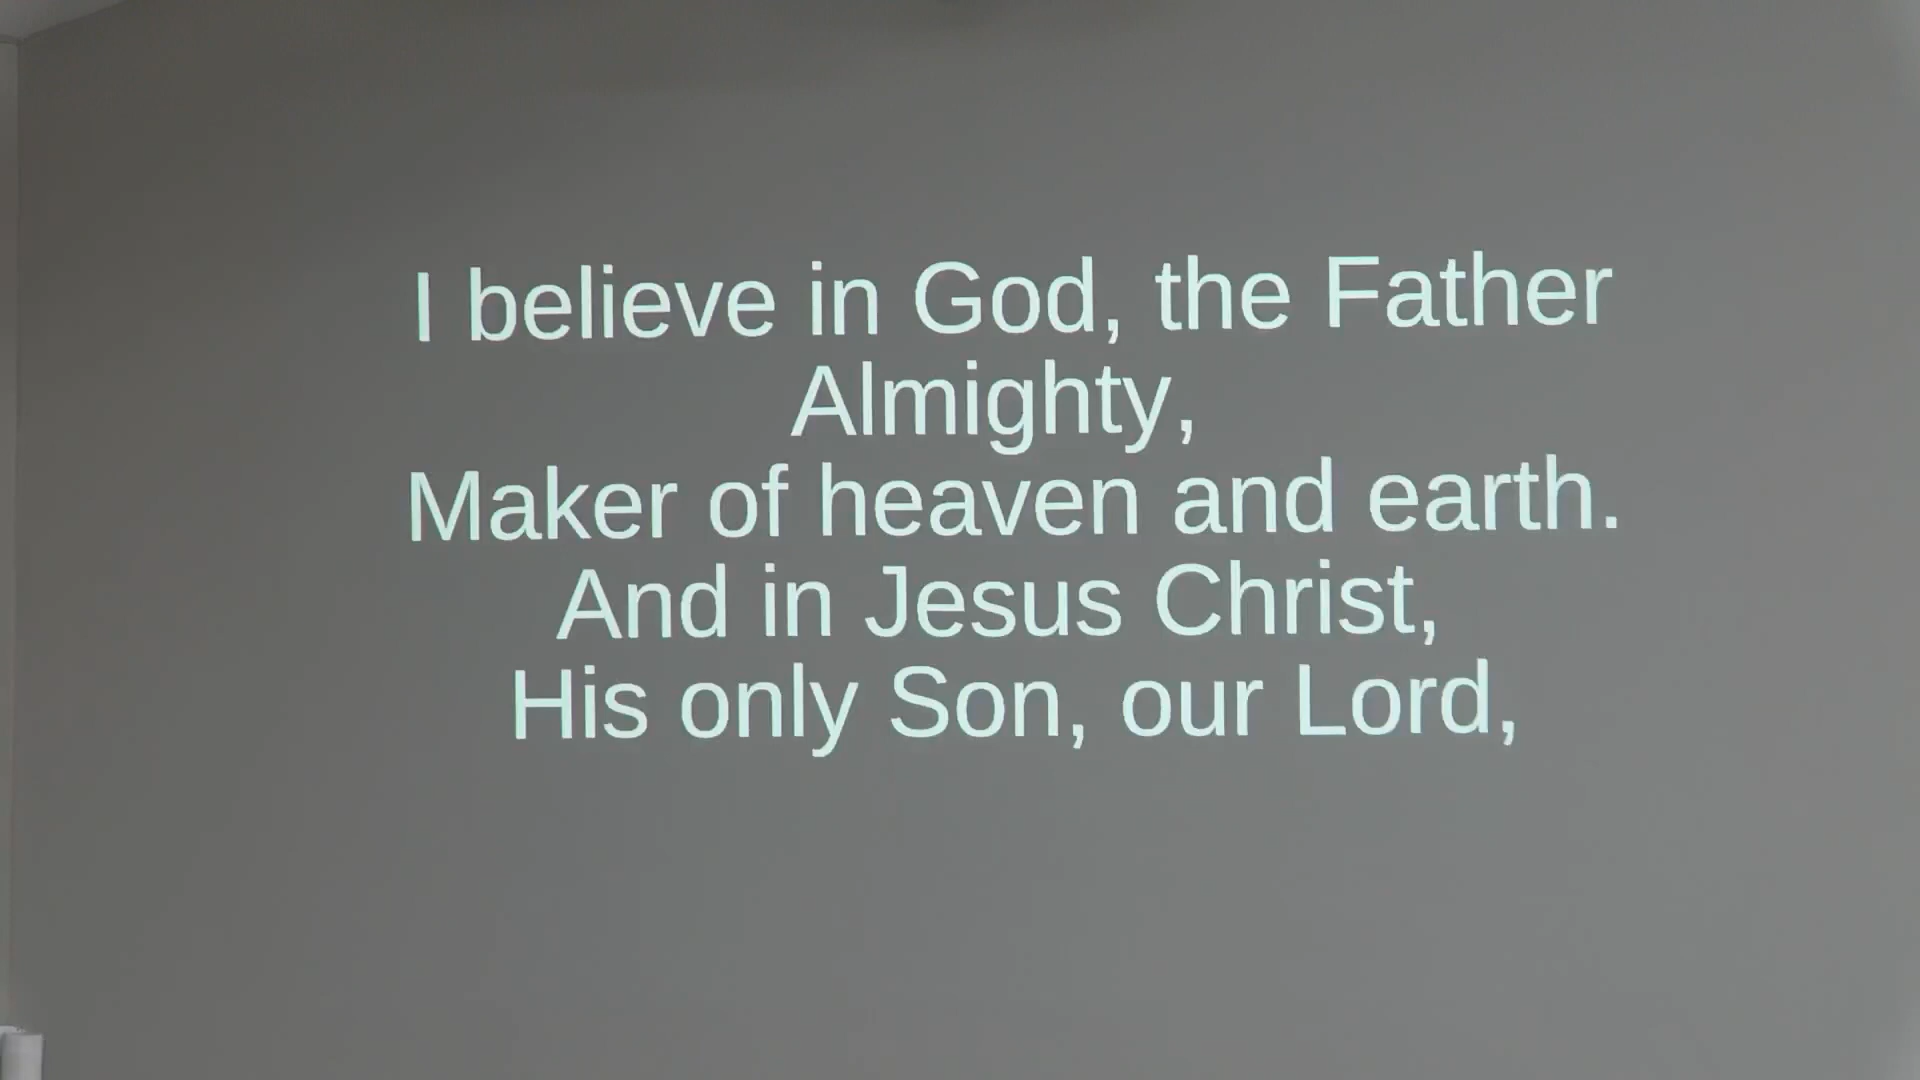 I believe in God, the Father
Almighty,
Maker of heaven and earth.
And in Jesus Christ,
His only Son, our Lord,